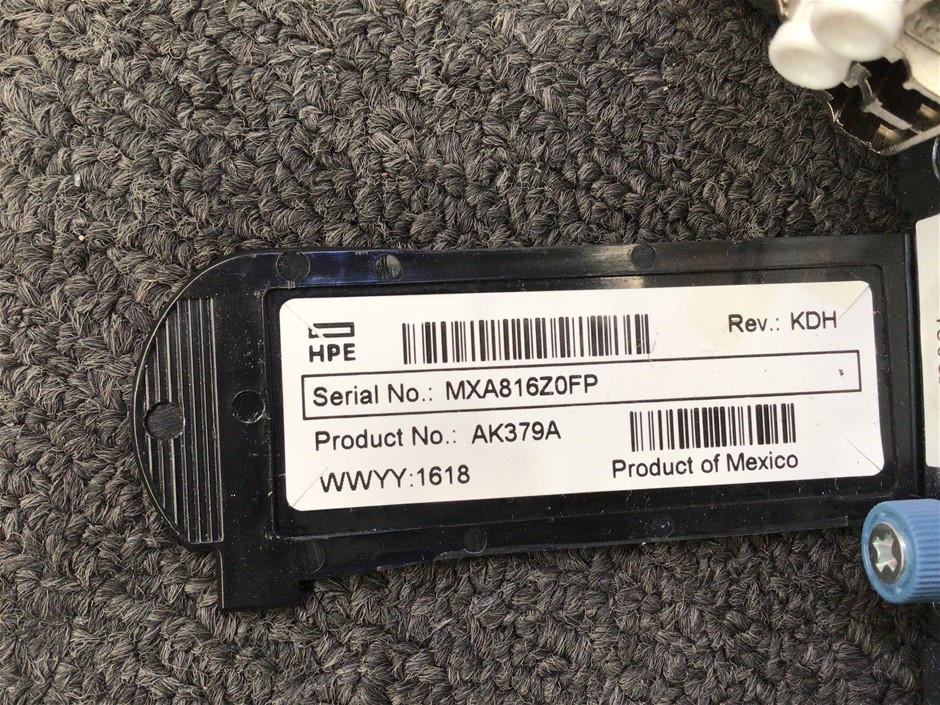 HPE
Rev.: KDH
Serial No.: MXA816Z0FP
Product No.: AK379A
Product of Mexico
WWYY:1618